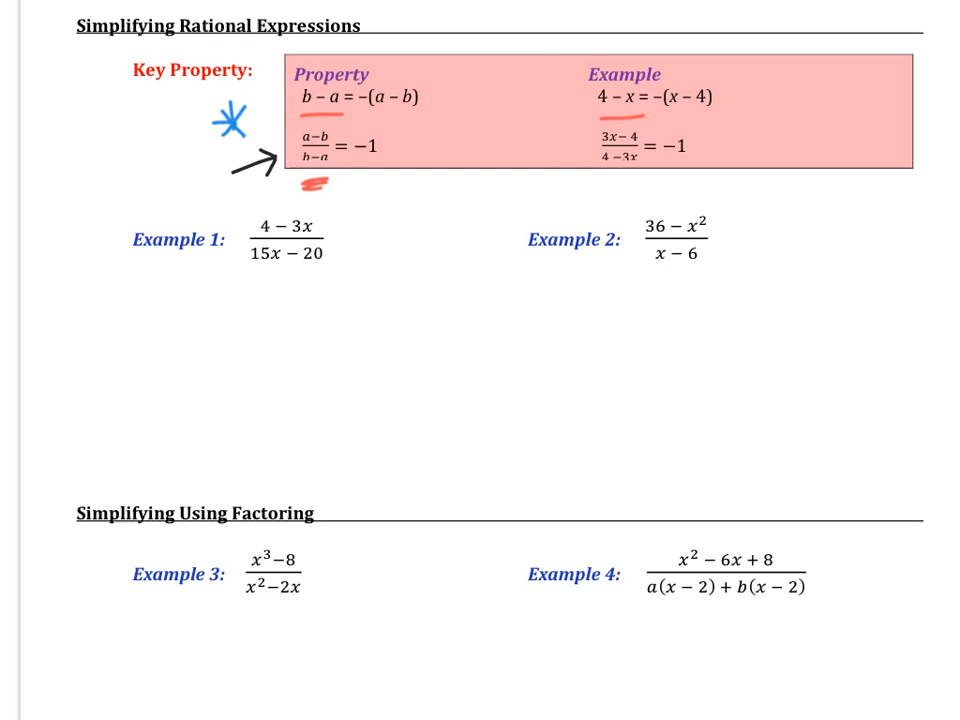 Simplifying Rational Expressions
Key Property:
Property Example
b – a = –(a – b) 4 – x = –(x – 4)
a−b/b−a = −1 3x− 4/4 −3x = −1
Example 1: 4 − 3x/15x − 20 Example 2: 36 − x²/x − 6
Simplifying Using Factoring
Example 3: x³−8/x²−2x Example 4: x² − 6x + 8/a(x − 2) + b(x − 2)